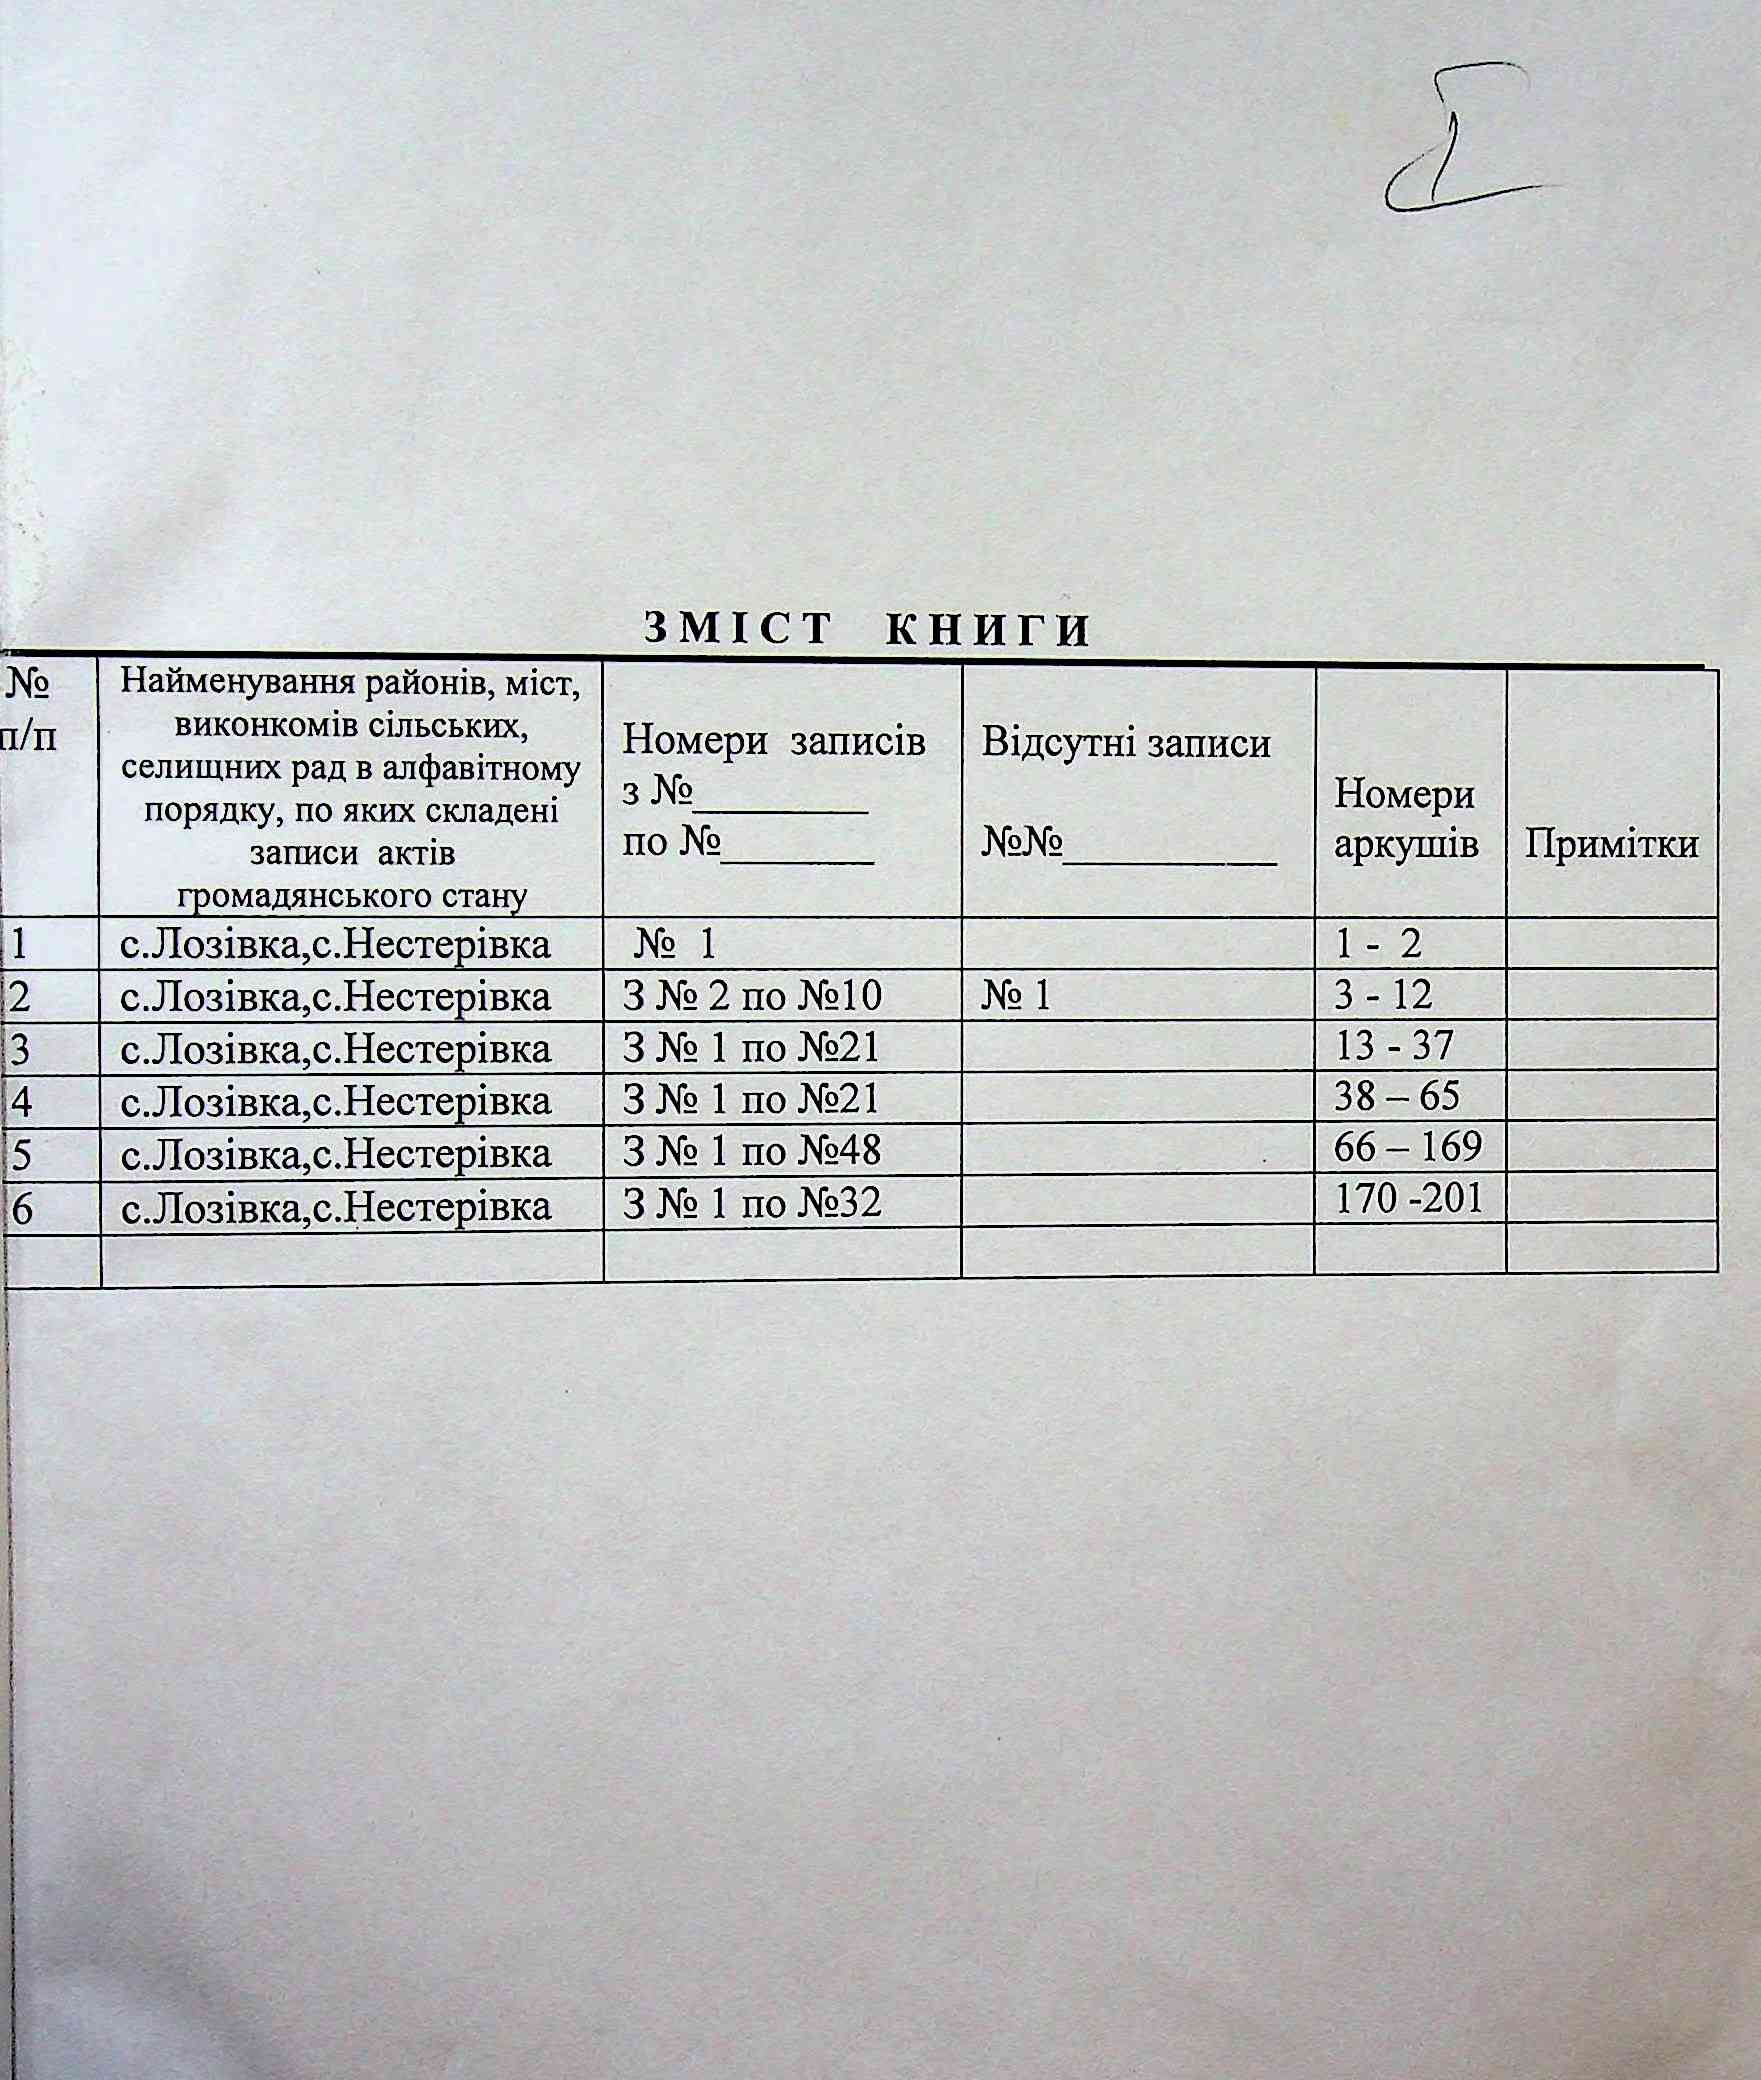 ЗМІСТ КНИГИ
№ п/п
Найменування районів, міст,
виконкомів сільських,
селищних рад в алфавітному
порядку, по яких складені
записи актів
громадянського стану
Номери записів
з №_________
по №________
Відсутні записи
№№___________
Номери
аркушів
Примітки
1 с.Лозівка,с.Нестерівка № 1 1 - 2
2 с.Лозівка,с.Нестерівка З № 2 по №10 № 1 3 - 12
3 с.Лозівка,с.Нестерівка З № 1 по №21 13 - 37
4 с.Лозівка,с.Нестерівка З № 1 по №21 38 – 65
5 с.Лозівка,с.Нестерівка З № 1 по №48 66 – 169
6 с.Лозівка,с.Нестерівка З № 1 по №32 170 -201